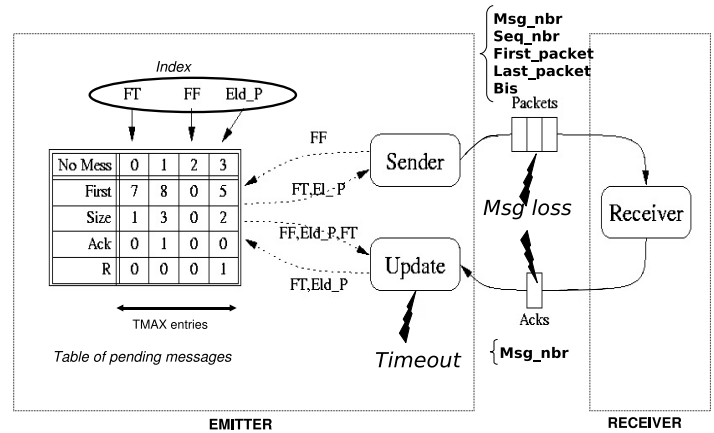 Msg_nbr
Seq_nbr
First_packet
Last_packet
Bis
Index
FT FF Eld_P
Packets
No Mess 0 1 2 3
First 7 8 0 5
Size 1 3 0 2
Ack 0 1 0 0
R 0 0 0 1
FF
FT,El_P
FF,Eld_P,FT
FT,Eld_P
Sender
Update
Msg loss
Receiver
TMAX entries
Table of pending messages
Timeout
Acks
Msg_nbr
EMITTER
RECEIVER